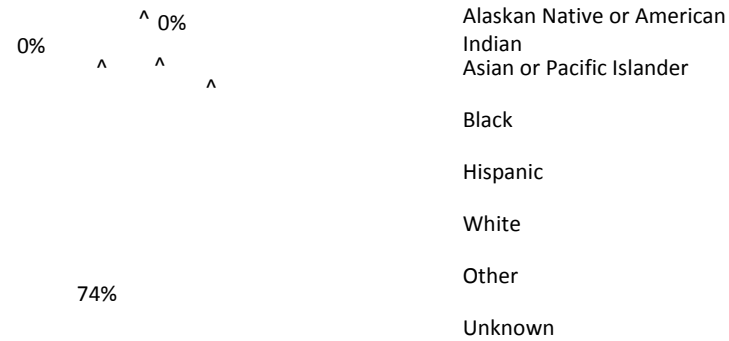 ^ 0%
0%
^ ^
^
74%
Alaskan Native or American
Indian
Asian or Pacific Islander
Black
Hispanic
White
Other
Unknown